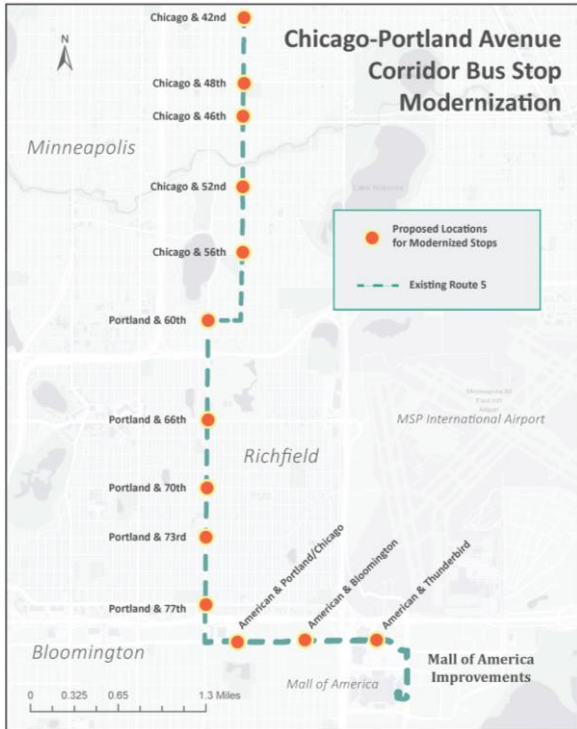 Chicago-Portland Avenue
Corridor Bus Stop
Modernization
N
Chicago & 42nd
Chicago & 48th
Chicago & 46th
Minneapolis
Chicago & 52nd
Lake Nokomis
Proposed Locations
for Modernized Stops
Chicago & 56th
Existing Route 5
Portland & 60th
MSP International Airport
Portland & 66th
Richfield
Portland & 70th
Portland & 73rd
American & Portland/Chicago
American & Bloomington
American & Thunderbird
Portland & 77th
Bloomington
Mall of America
Improvements
Mall of America
0 0.325 0.65 1.3 Miles